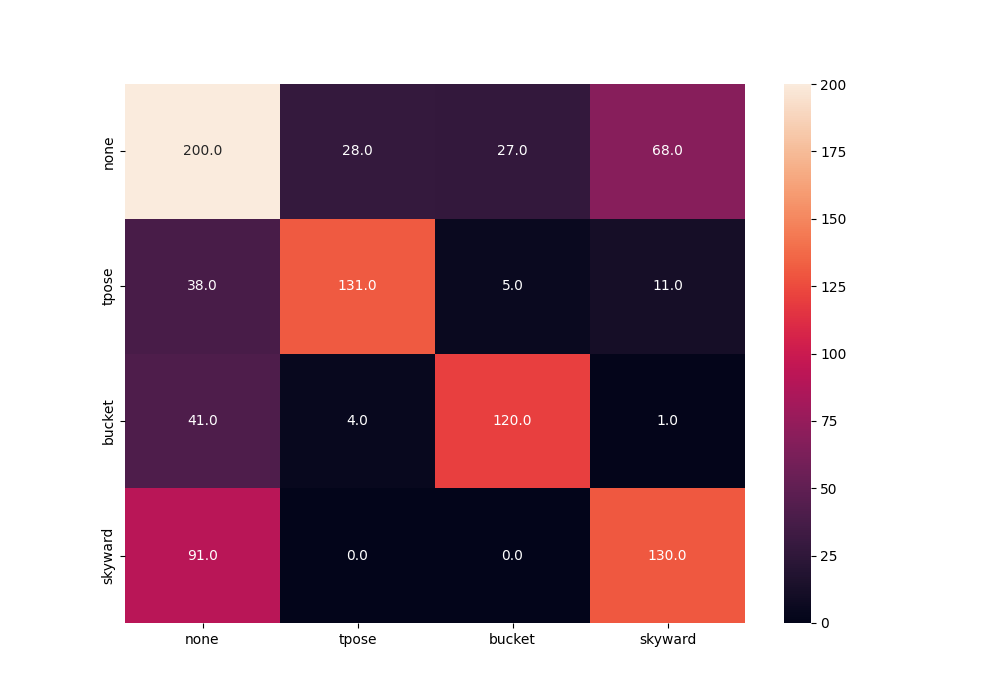 none 200.0 28.0 27.0 68.0
tpose 38.0 131.0 5.0 11.0
bucket 41.0 4.0 120.0 1.0
skyward 91.0 0.0 0.0 130.0
none tpose bucket skyward
200
175
150
125
100
75
50
25
0